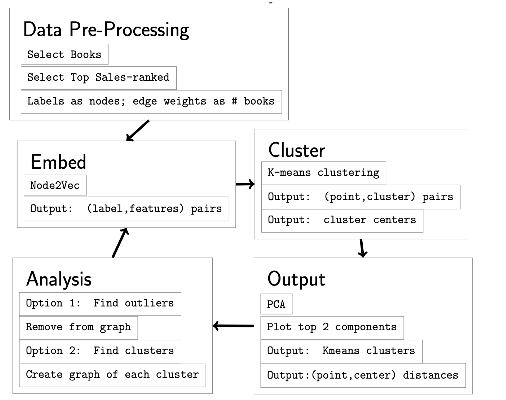 Data Pre-Processing
Select Books
Select Top Sales-ranked
Labels as nodes; edge weights as # books
Embed
Node2Vec
Output: (label,features) pairs
Cluster
K-means clustering
Output: (point,cluster) pairs
Output: cluster centers
Analysis
Option 1: Find outliers
Remove from graph
Option 2: Find clusters
Create graph of each cluster
Output
PCA
Plot top 2 components
Output: Kmeans clusters
Output:(point,center) distances